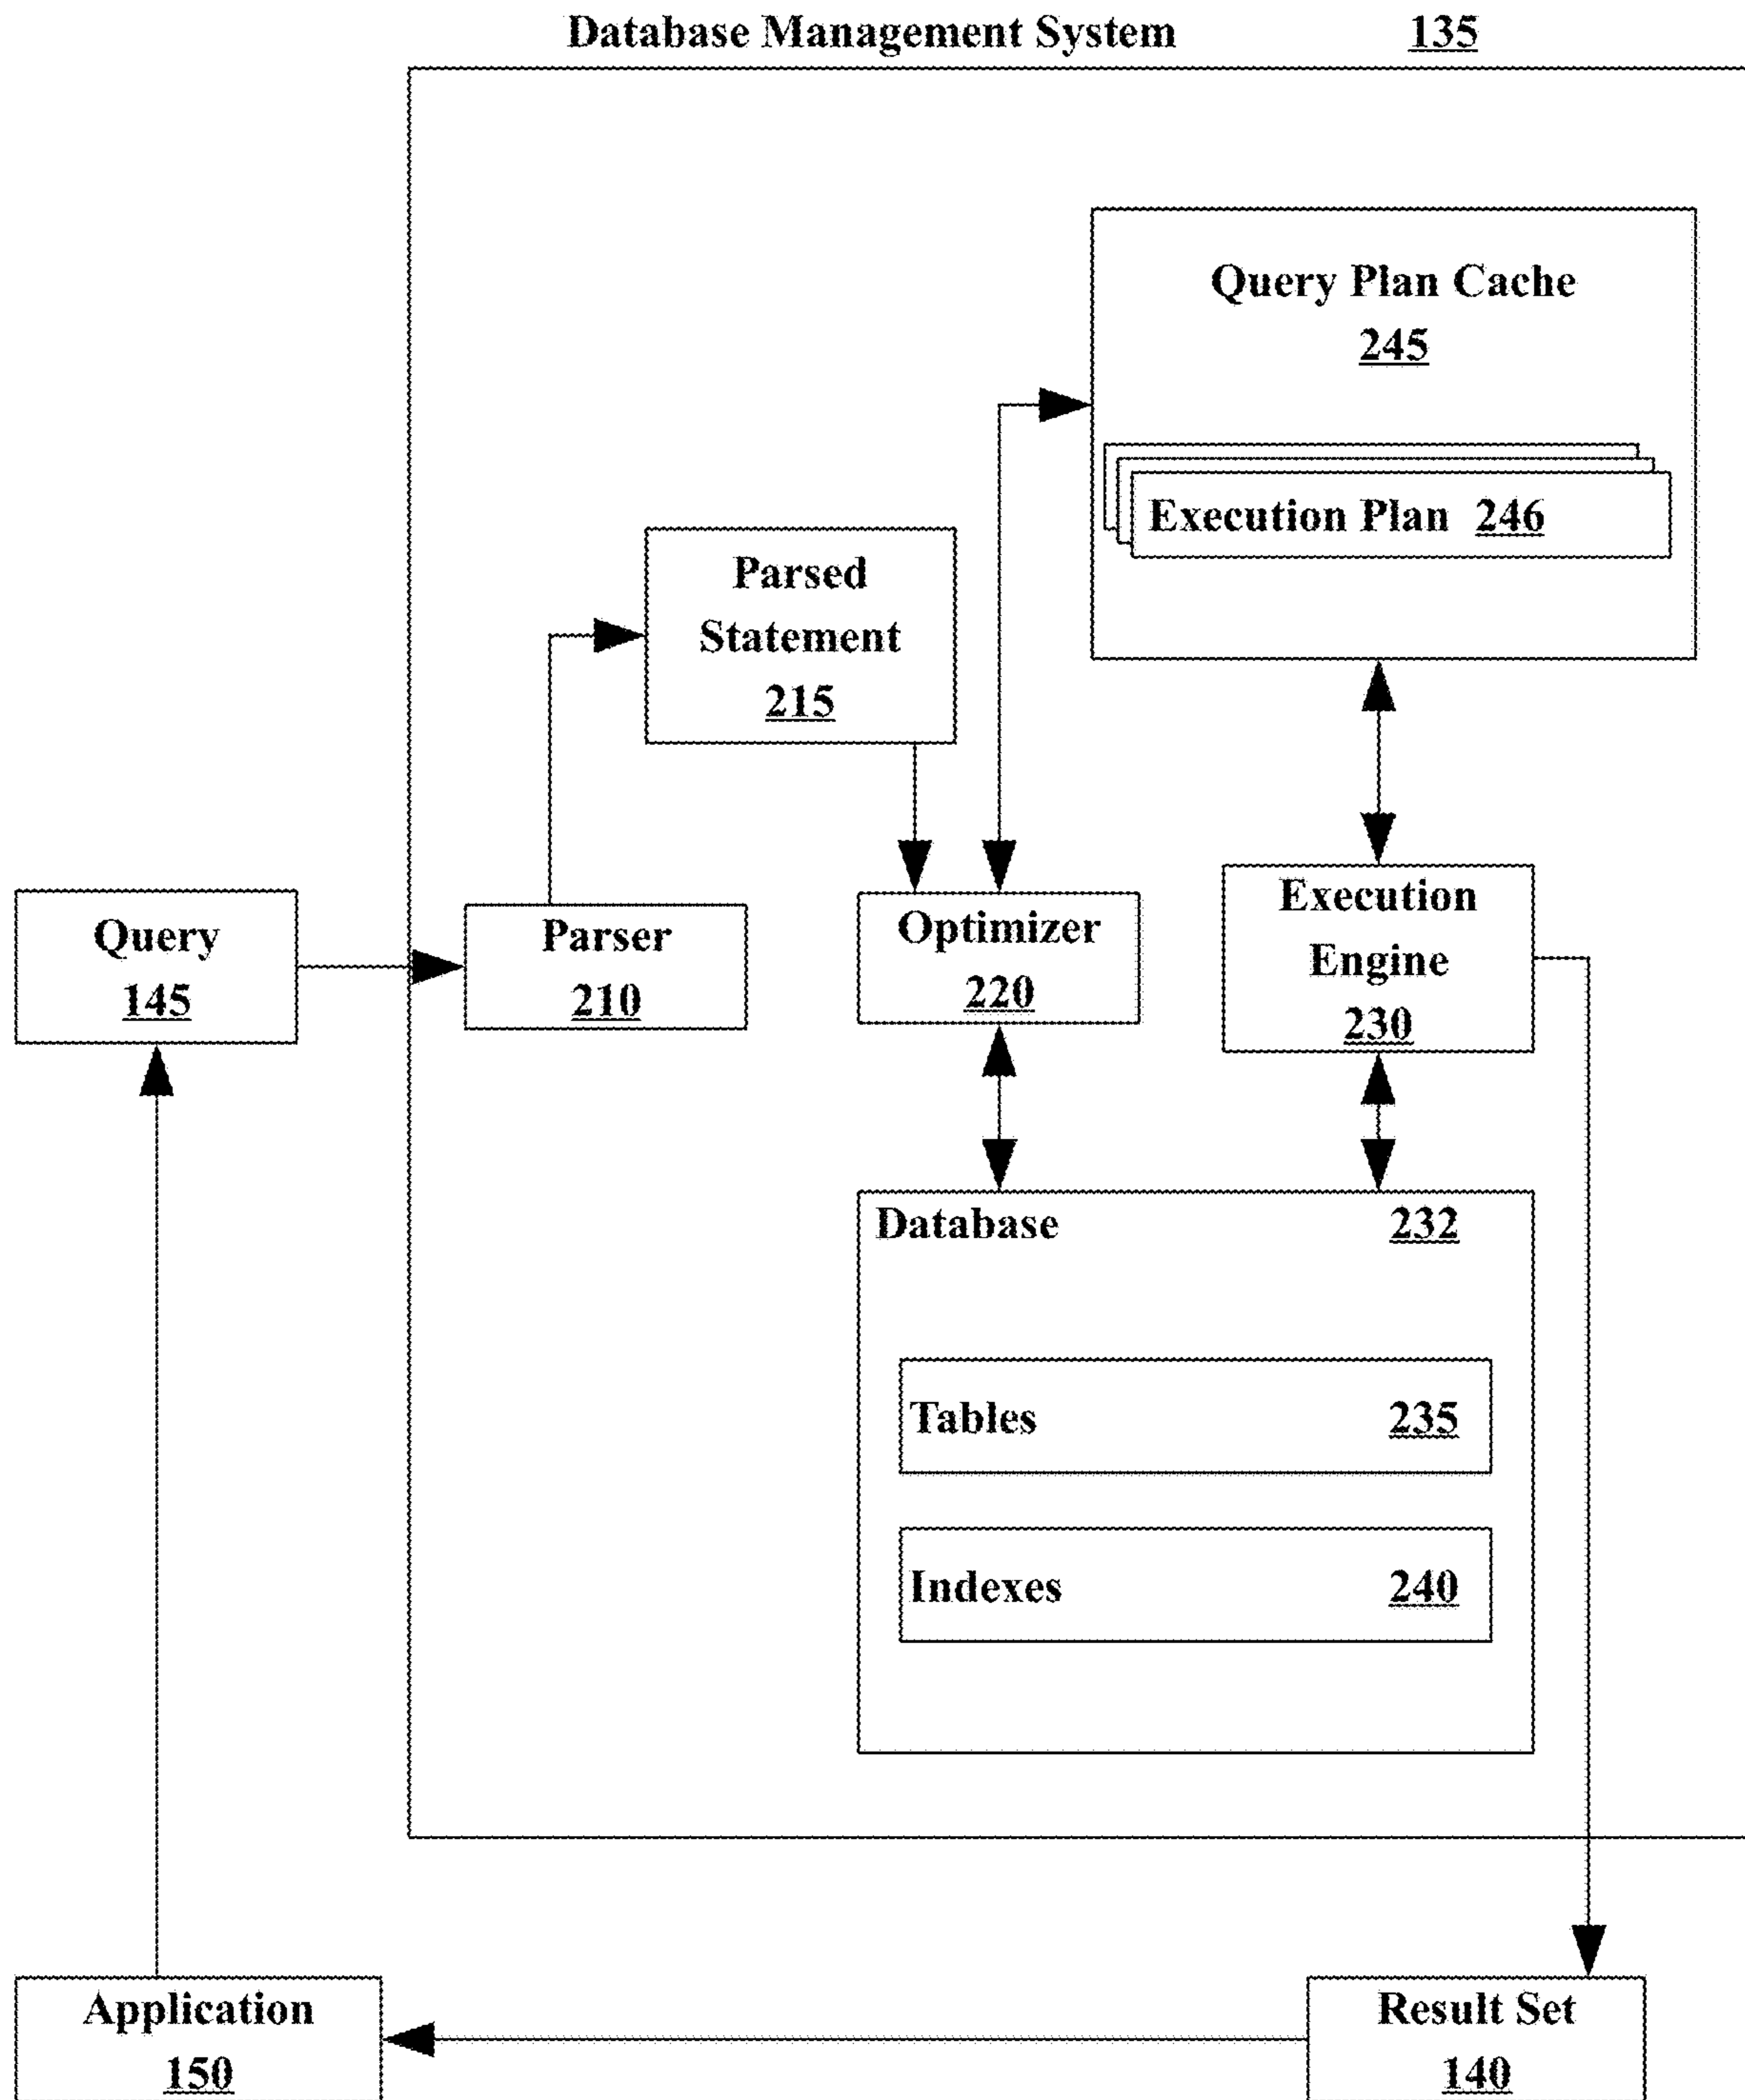 Database Management System 135
Query Plan Cache
245
Execution Plan 246
Parsed
Statement
215
Query
145
Parser
210
Optimizer
220
Execution
Engine
230
Database 232
Tables 235
Indexes 240
Application
150
Result Set
140